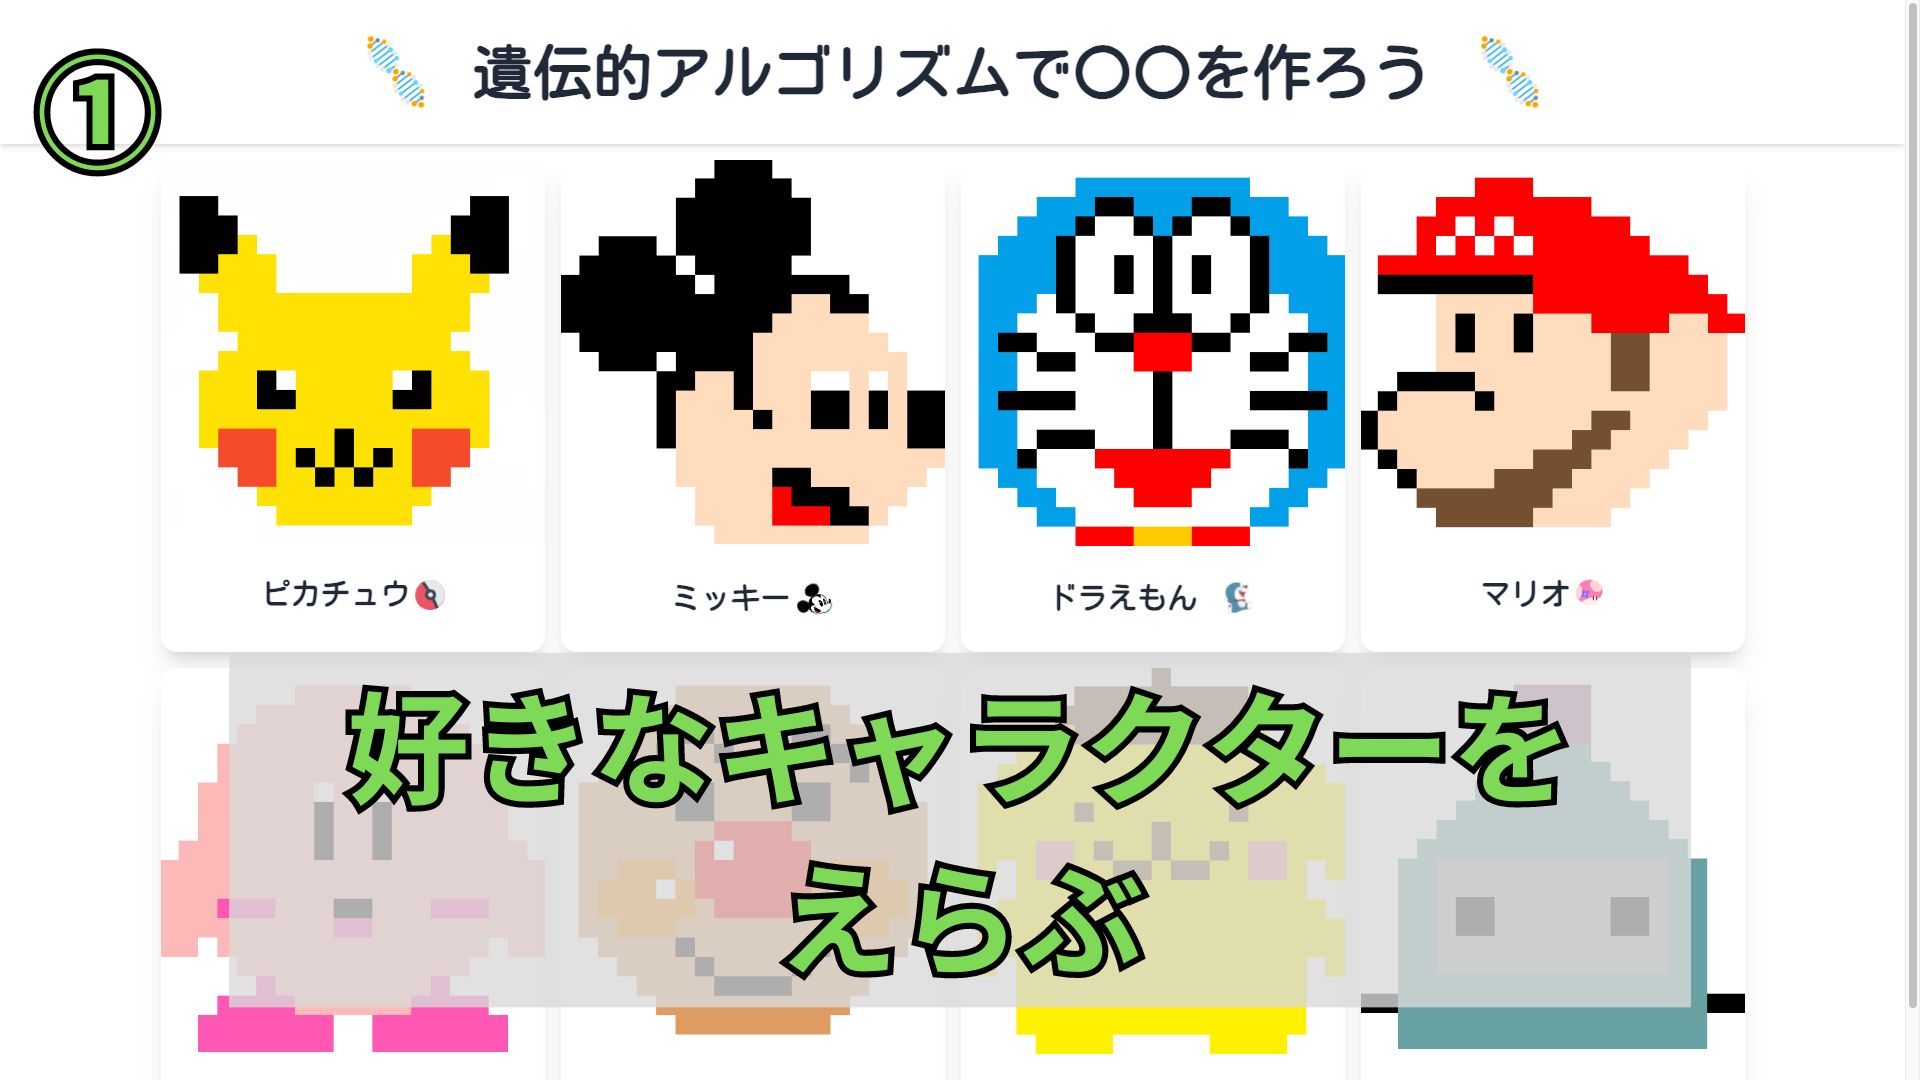 遺伝的アルゴリズムで〇〇を作ろう
①
ピカチュウ
ミッキー
ドラえもん
マリオ
好きなキャラクターを
えらぶ